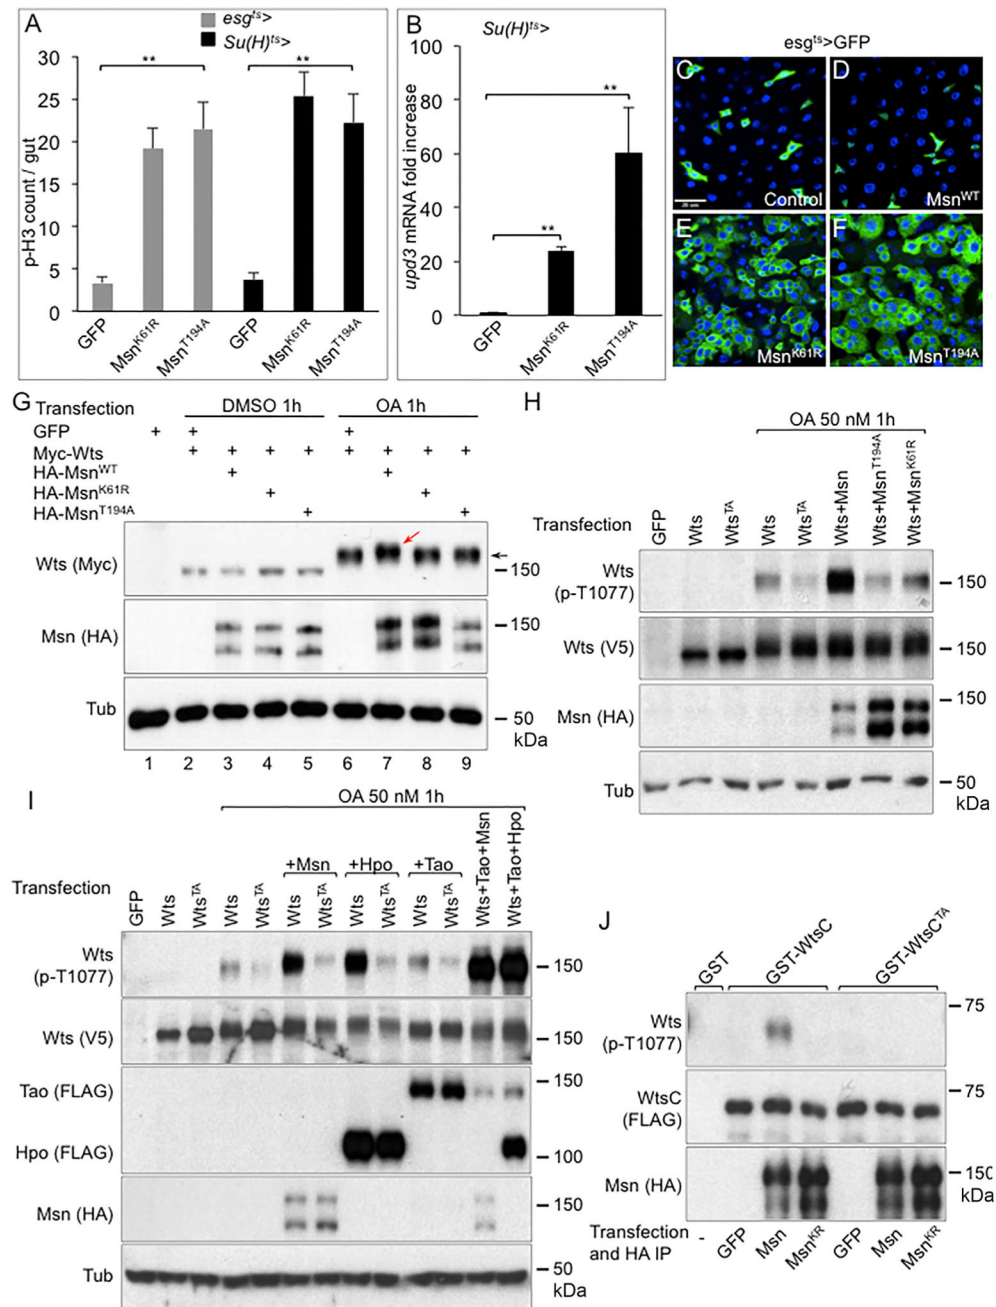 A
esgᵗˢ>
Su(H)ᵗˢ>
p-H3 count / gut
30
25
20
15
10
5
0
**
**
GFP
Msnᴷ⁶¹ᴿ
Msnᵀ¹⁹⁴ᴬ
GFP
Msnᴷ⁶¹ᴿ
Msnᵀ¹⁹⁴ᴬ
B
Su(H)ᵗˢ>
upd3 mRNA fold increase
100
80
60
40
20
0
**
**
GFP
Msnᴷ⁶¹ᴿ
Msnᵀ¹⁹⁴ᴬ
esgᵗˢ>GFP
C
Control
D
Msnᵂᵀ
E
Msnᴷ⁶¹ᴿ
F
Msnᵀ¹⁹⁴ᴬ
G
Transfection DMSO 1h OA 1h
GFP + + +
Myc-Wts + + + + + + + +
HA-Msnᵂᵀ + +
HA-Msnᴷ⁶¹ᴿ + +
HA-Msnᵀ¹⁹⁴ᴬ + +
Wts (Myc) 150
Msn (HA) 150
Tub 50
kDa
1 2 3 4 5 6 7 8 9
H
OA 50 nM 1h
Transfection GFP Wts Wtsᵀᴬ Wts Wtsᵀᴬ Wts+Msn Wts+Msnᵀ¹⁹⁴ᴬ Wts+Msnᴷ⁶¹ᴿ
Wts
(p-T1077) 150
Wts (V5) 150
Msn (HA) 150
Tub 50
kDa
I
OA 50 nM 1h
+Msn +Hpo +Tao
Transfection GFP Wts Wtsᵀᴬ Wts Wtsᵀᴬ Wts Wtsᵀᴬ Wts Wtsᵀᴬ Wts Wtsᵀᴬ Wts+Tao+Msn Wts+Tao+Hpo
Wts
(p-T1077) 150
Wts (V5) 150
Tao (FLAG) 150
Hpo (FLAG) 100
Msn (HA) 150
Tub 50
kDa
J
GST GST-WtsC GST-WtsCᵀᴬ
Wts
(p-T1077) 75
WtsC
(FLAG) 75
Msn (HA) 150
kDa
Transfection
and HA IP - GFP Msn Msnᴷᴿ GFP Msn Msnᴷᴿ